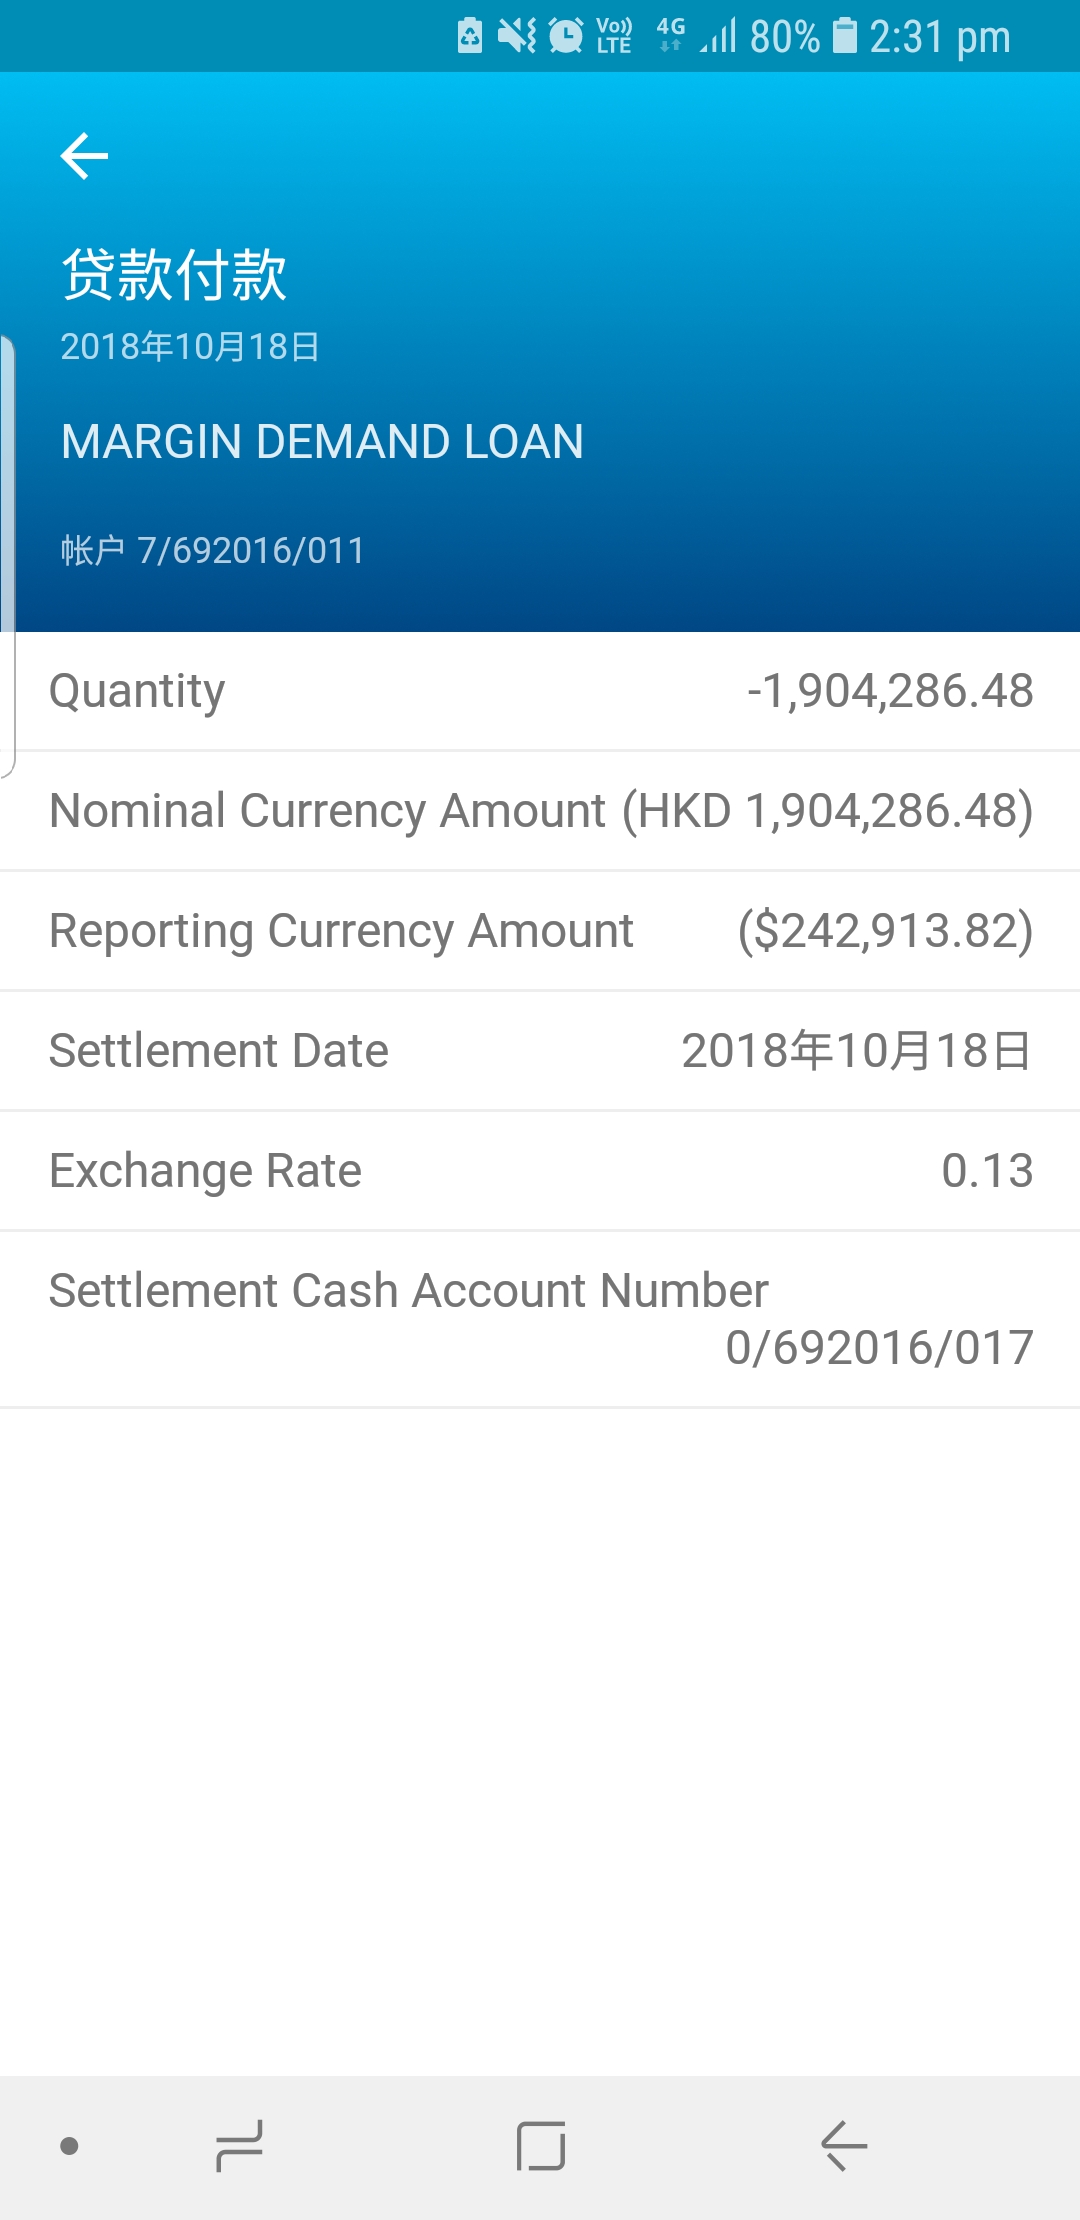 Vo)) LTE 4G 80% 2:31 pm
贷款付款
2018年10月18日
MARGIN DEMAND LOAN
帐户 7/692016/011
Quantity -1,904,286.48
Nominal Currency Amount (HKD 1,904,286.48)
Reporting Currency Amount ($242,913.82)
Settlement Date 2018年10月18日
Exchange Rate 0.13
Settlement Cash Account Number
0/692016/017